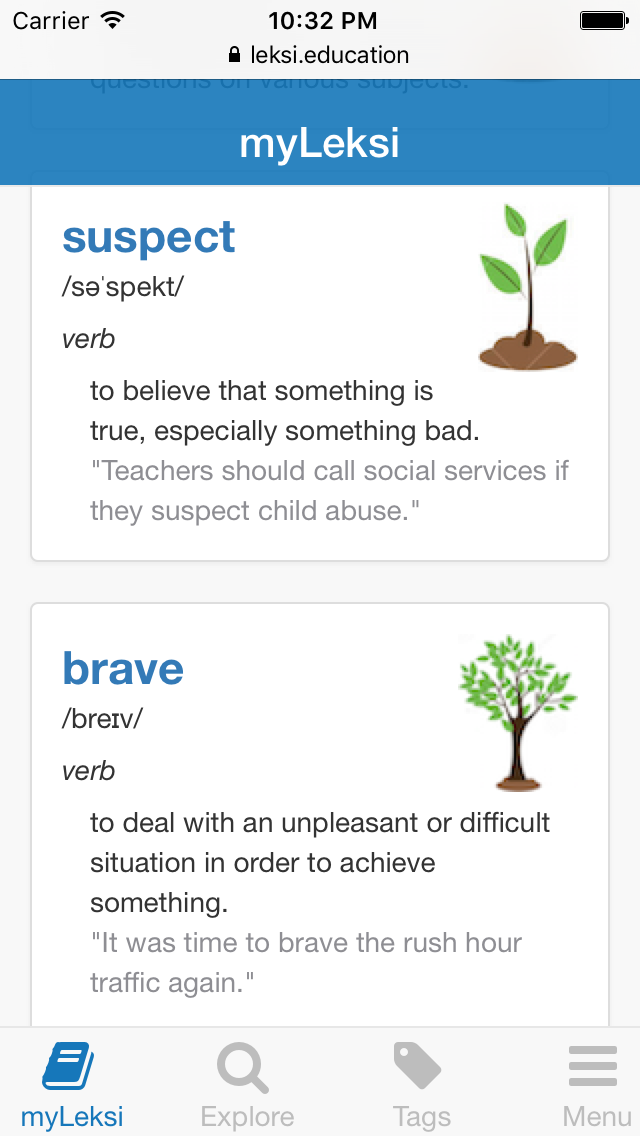 Carrier 10:32 PM
leksi.education
questions on various subjects.
myLeksi
suspect
/səˈspekt/
verb
to believe that something is
true, especially something bad.
"Teachers should call social services if
they suspect child abuse."
brave
/breɪv/
verb
to deal with an unpleasant or difficult
situation in order to achieve
something.
"It was time to brave the rush hour
traffic again."
myLeksi Explore Tags Menu